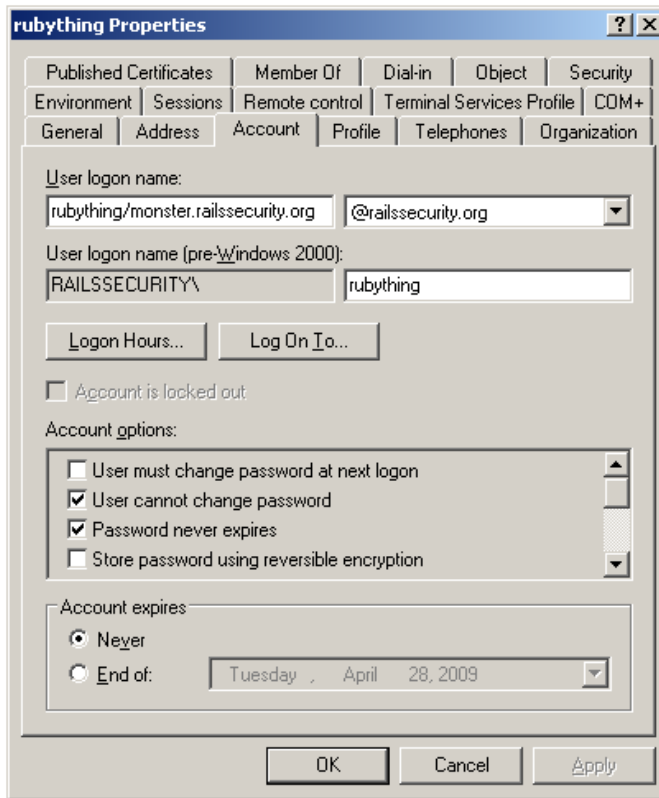 rubything Properties
Published Certificates Member Of Dial-in Object Security
Environment Sessions Remote control Terminal Services Profile COM+
General Address Account Profile Telephones Organization
User logon name:
rubything/monster.railssecurity.org @railssecurity.org
User logon name (pre-Windows 2000):
RAILSSECURITY\ rubything
Logon Hours... Log On To...
Account is locked out
Account options:
User must change password at next logon
User cannot change password
Password never expires
Store password using reversible encryption
Account expires
Never
End of: Tuesday , April 28, 2009
OK Cancel Apply